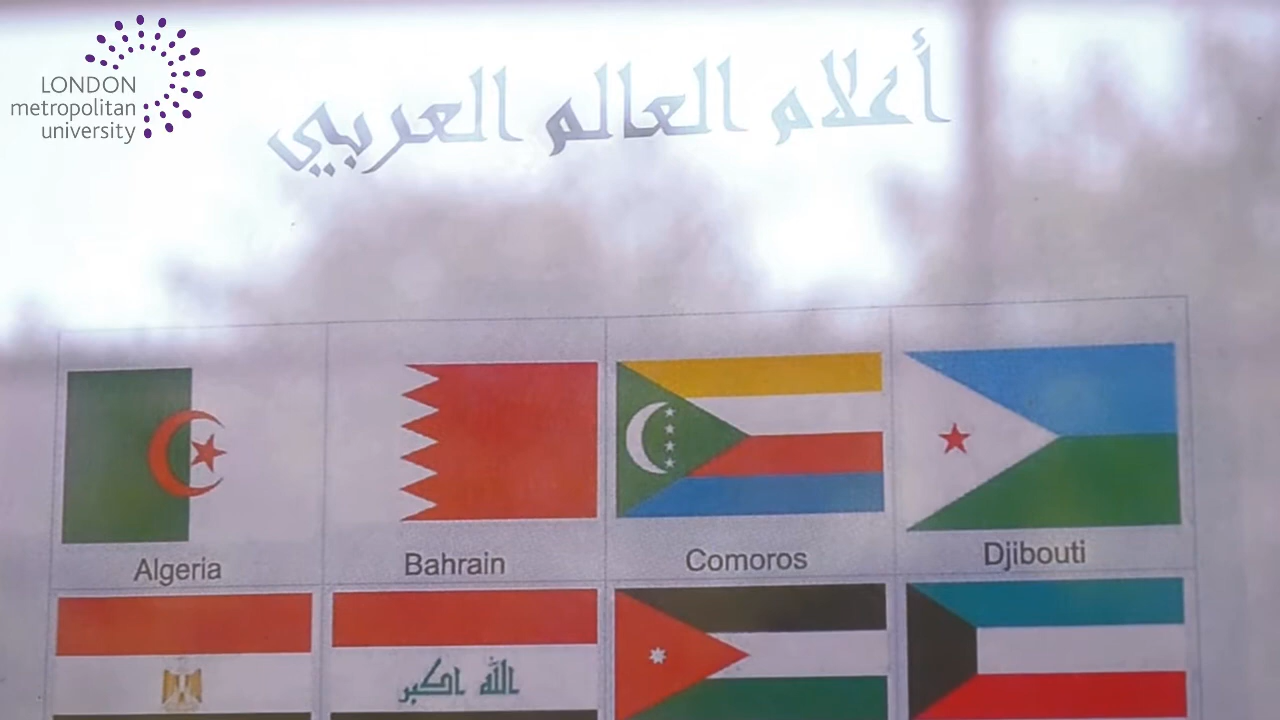 LONDON
metropolitan
university
أعلام العالم العربي
Algeria
Bahrain
Comoros
Djibouti
الله اكبر